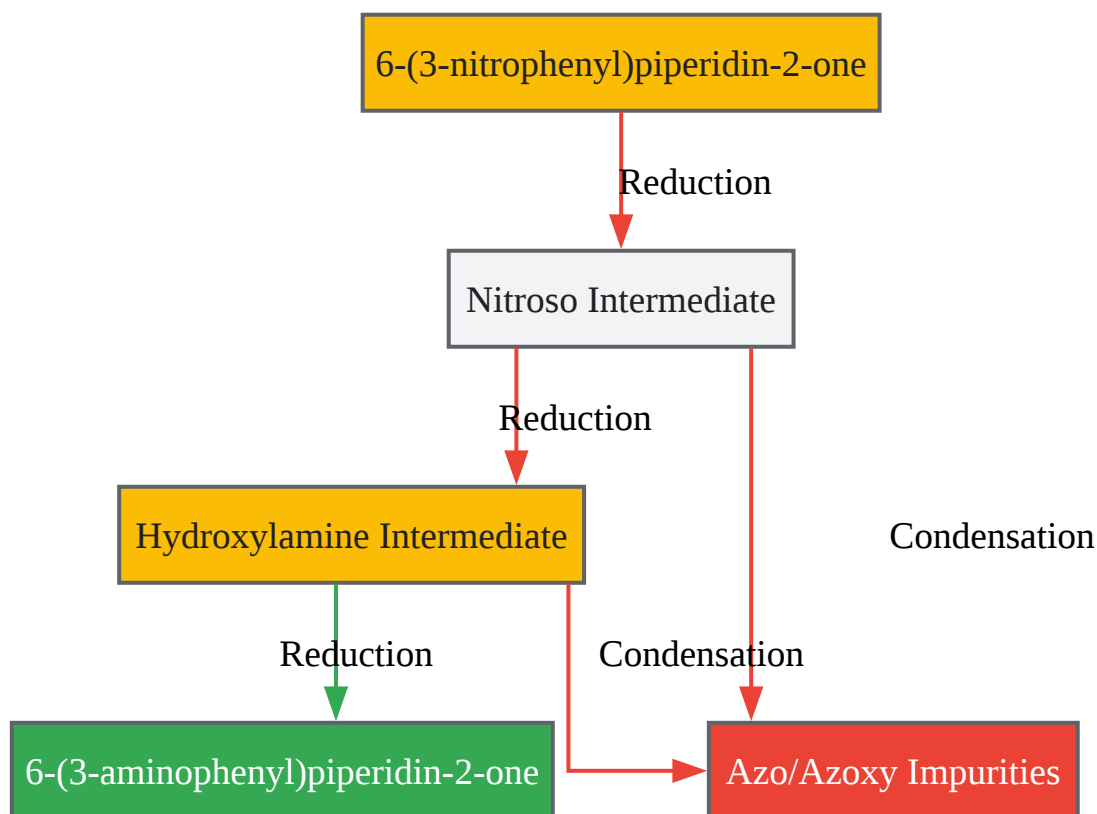 6-(3-nitrophenyl)piperidin-2-one
Reduction
Nitroso Intermediate
Reduction
Hydroxylamine Intermediate
Condensation
Reduction
Condensation
6-(3-aminophenyl)piperidin-2-one
Azo/Azoxy Impurities